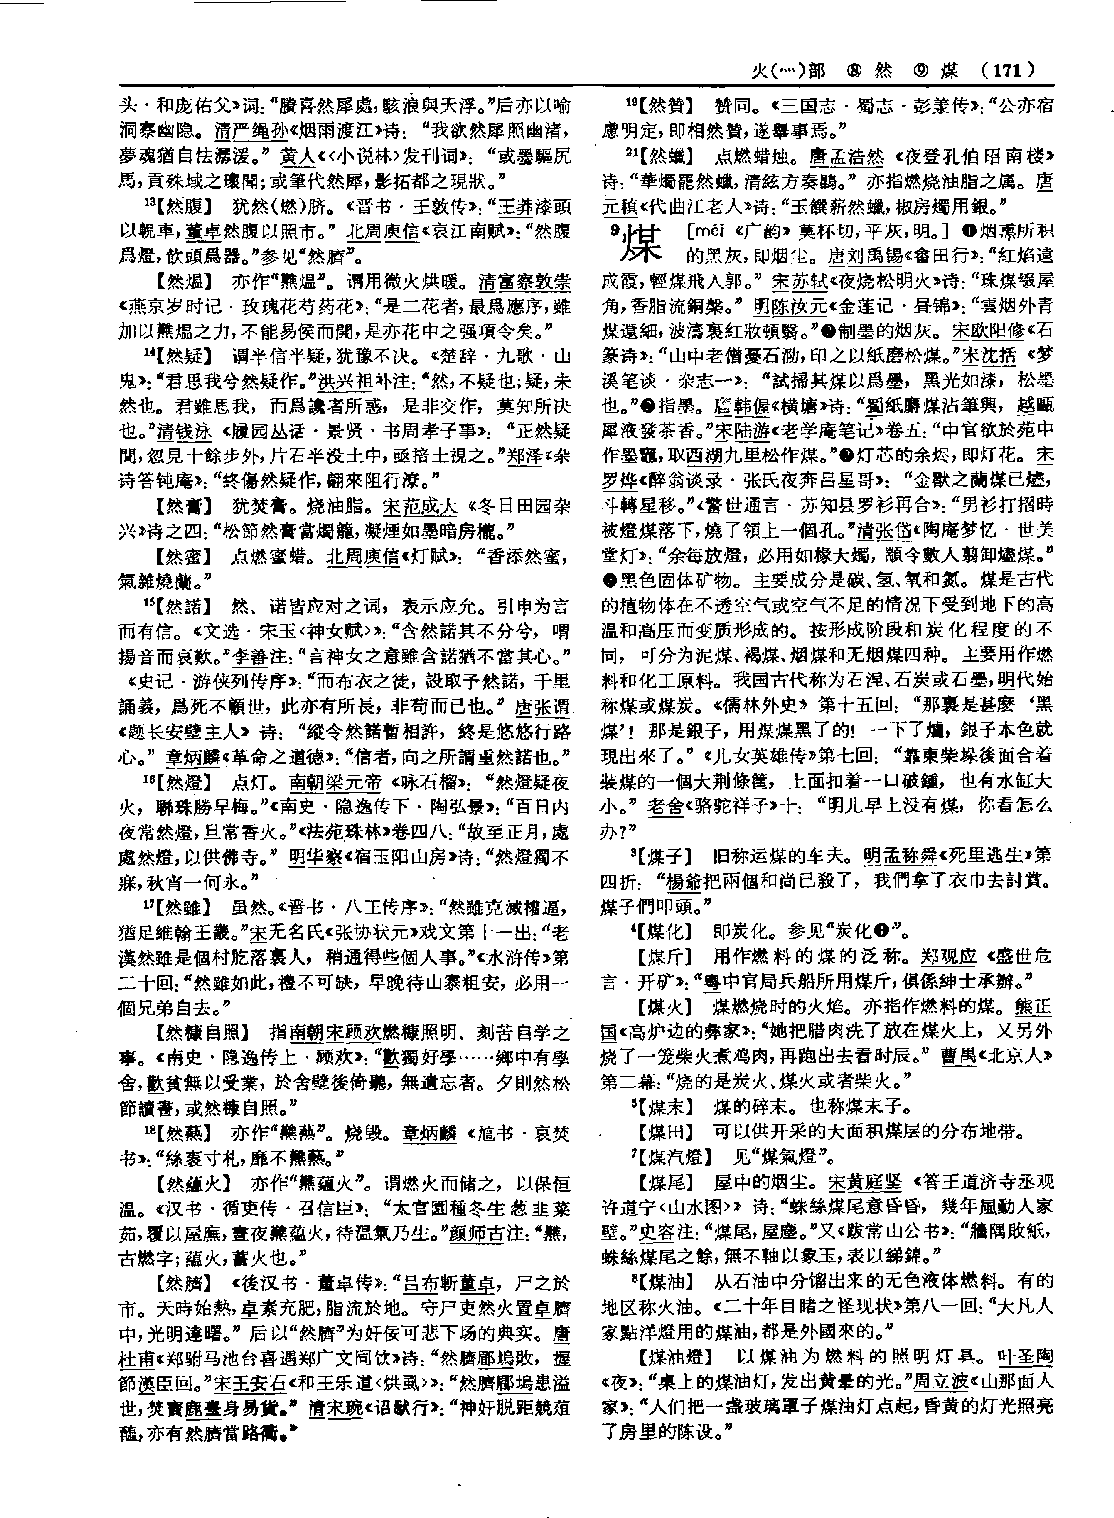 火(灬)部 ⑧ 然 ⑨ 煤 (171)
头·和庞佑父》词：“賸喜然犀處，駭浪與天浮。”后亦以喻
洞察幽隐。清严绳孙《烟雨渡江》诗：“我欲然犀照幽渚，
夢魂猶自怯潺湲。”黄人《〈小说林〉发刊词》：“或墨驅尻
馬，貢殊域之瓌聞；或筆代然犀，影拓都之現狀。”
13【然腹】 犹然(燃)脐。《晋书·王敦传》：“王莽漆頭
以輗車，董卓然腹以照市。”北周庾信《哀江南赋》：“然腹
爲燈，飲頭爲器。”参见“然臍”。
【然煴】 亦作“爇煴”。谓用微火烘暖。清富察敦崇
《燕京岁时记·玫瑰花芍药花》：“是二花者，最爲應序，雖
加以爇煴之力，不能易候而開，是亦花中之强項令矣。”
14【然疑】 谓半信半疑，犹豫不决。《楚辞·九歌·山
鬼》：“君思我兮然疑作。”洪兴祖补注：“然，不疑也；疑，未
然也。君雖思我，而爲讒者所惑，是非交作，莫知所决
也。”清钱泳《履园丛话·景贤·书周孝子事》：“正然疑
間，忽見十餘步外，片石半没土中，亟掊土視之。”郑泽《杂
诗答钝庵》：“终傷然疑作，翩來阻行潦。”
【然膏】 犹焚膏。烧油脂。宋范成大《冬日田园杂
兴》诗之四：“松節然膏當燭籠，凝煙如墨暗房櫳。”
【然蜜】 点燃蜜蜡。北周庾信《灯赋》：“香添然蜜，
氣雜燒蘭。”
15【然諾】 然、诺皆应对之词，表示应允。引申为言
而有信。《文选·宋玉〈神女赋〉》：“含然諾其不分兮，喟
揚音而哀歎。”李善注：“言神女之意雖含諾猶不當其心。”
《史记·游侠列传序》：“而布衣之徒，設取予然諾，千里
誦義，爲死不顧世，此亦有所長，非苟而已也。”唐张谓
《题长安壁主人》诗：“縱令然諾暫相許，終是悠悠行路
心。”章炳麟《革命之道德》：“信者，向之所謂重然諾也。”
16【然燈】 点灯。南朝梁元帝《咏石榴》：“然燈疑夜
火，聯珠勝早梅。”《南史·隐逸传下·陶弘景》：“百日内
夜常然燈，旦常香火。”《法苑珠林》卷四八：“故至正月，處
處然燈，以供佛寺。”明华察《宿玉阳山房》诗：“然燈獨不
寐，秋宵一何永。”
17【然雖】 虽然。《晋书·八王传序》：“然雖克滅權逼，
猶足維翰王畿。”宋无名氏《张协状元》戏文第十一出：“老
漢然雖是個村肐落裏人，稍通得些個人事。”《水浒传》第
二十回：“然雖如此，禮不可缺，早晚待山寨粗安，必用一
個兄弟自去。”
【然糠自照】 指南朝宋顾欢燃糠照明、刻苦自学之
事。《南史·隐逸传上·顾欢》：“歡獨好學……鄉中有學
舍，歡貧無以受業，於舍壁後倚聽，無遺忘者。夕則然松
節讀書，或然糠自照。”
18【然爇】 亦作“爇爇”。烧毁。章炳麟《訄书·哀焚
书》：“絲袠寸札，靡不爇爇。”
【然蘊火】 亦作“爇蘊火”。谓燃火而储之，以保恒
温。《汉书·循吏传·召信臣》：“太官園種冬生葱韭菜
茹，覆以屋廡，晝夜爇蘊火，待温氣乃生。”颜师古注：“爇，
古燃字；藴火，蓄火也。”
【然臍】 《後汉书·董卓传》：“吕布斬董卓，尸之於
市。天時始熱，卓素充肥，脂流於地。守尸吏然火置卓臍
中，光明達曙。”后以“然臍”为奸佞可悲下场的典实。唐
杜甫《郑驸马池台喜遇郑广文同饮》诗：“然臍郿塢敗，握
節漢臣回。”宋王安石《和王乐道〈烘虱〉》：“然臍郿塢患溢
世，焚寶鹿臺身易貨。”清宋琬《诏狱行》：“神奸脱距競葅
醢，亦有然臍當路衢。”
19【然贊】 赞同。《三国志·蜀志·彭羕传》：“公亦宿
慮明定，即相然贊，遂舉事焉。”
21【然蠟】 点燃蜡烛。唐孟浩然《夜登孔伯昭南楼》
诗：“華燭罷然蠟，清絃方奏鵾。”亦指燃烧油脂之属。唐
元稹《代曲江老人》诗：“玉饌薪然蠟，椒房燭用銀。”
9煤 [méi《广韵》莫杯切，平灰，明。] ❶烟熏所积
的黑灰，即烟尘。唐刘禹锡《畬田行》：“紅焰遠
成霞，輕煤飛入郭。”宋苏轼《夜烧松明火》诗：“珠煤綴屋
角，香脂流銅槃。”明陈汝元《金莲记·昼锦》：“雲烟外青
煤還細，波濤裏紅妝頓翳。”❷制墨的烟灰。宋欧阳修《石
篆诗》：“山中老僧憂石泐，印之以紙磨松煤。”宋沈括《梦
溪笔谈·杂志一》：“試掃其煤以爲墨，黑光如漆，松墨
也。”❸指墨。唐韩偓《横塘》诗：“蜀紙麝煤沾筆興，越甌
犀液發茶香。”宋陆游《老学庵笔记》卷五：“中官欲於苑中
作墨竈，取西湖九里松作煤。”❹灯芯的余烬，即灯花。宋
罗烨《醉翁谈录·张氏夜奔吕星哥》：“金獸之蘭煤已燼，
斗轉星移。”《警世通言·苏知县罗衫再合》：“男衫打摺時
被燈煤落下，燒了領上一個孔。”清张岱《陶庵梦忆·世美
堂灯》：“余每放燈，必用如椽大燭，顓令數人剪卸燼煤。”
❺黑色固体矿物。主要成分是碳、氢、氧和氮。煤是古代
的植物体在不透空气或空气不足的情况下受到地下的高
温和高压而变质形成的。按形成阶段和炭化程度的不
同，可分为泥煤、褐煤、烟煤和无烟煤四种。主要用作燃
料和化工原料。我国古代称为石涅、石炭或石墨，明代始
称煤或煤炭。《儒林外史》第十五回：“那裏是甚麽‘黑
煤’！那是銀子，用煤煤黑了的！一下了爐，銀子本色就
現出來了。”《儿女英雄传》第七回：“靠東柴垛後面合着
裝煤的一個大荆條筐，上面扣着一口破鍾，也有水缸大
小。”老舍《骆驼祥子》十：“明儿早上没有煤，你看怎么
办？”
3【煤子】 旧称运煤的车夫。明孟称舜《死里逃生》第
四折：“楊爺把兩個和尚已殺了，我們拿了衣巾去討賞。
煤子們叩頭。”
4【煤化】 即炭化。参见“炭化❶”。
【煤斤】 用作燃料的煤的泛称。郑观应《盛世危
言·开矿》：“粤中官局兵船所用煤斤，俱係紳士承辦。”
【煤火】 煤燃烧时的火焰。亦指作燃料的煤。熊正
国《高炉边的彝家》：“她把腊肉洗了放在煤火上，又另外
烧了一笼柴火煮鸡肉，再跑出去看时辰。”曹禺《北京人》
第二幕：“烧的是炭火、煤火或者柴火。”
5【煤末】 煤的碎末。也称煤末子。
【煤田】 可以供开采的大面积煤层的分布地带。
7【煤汽燈】 见“煤氣燈”。
【煤尾】 屋中的烟尘。宋黄庭坚《答王道济寺丞观
许道宁〈山水图〉》诗：“蛛絲煤尾意昏昏，幾年風動人家
壁。”史容注：“煤尾，屋塵。”又《跋常山公书》：“牆隅敗紙，
蛛絲煤尾之餘，無不軸以象玉，表以綈錦。”
8【煤油】 从石油中分馏出来的无色液体燃料。有的
地区称火油。《二十年目睹之怪现状》第八一回：“大凡人
家點洋燈用的煤油，都是外國來的。”
【煤油燈】 以煤油为燃料的照明灯具。叶圣陶
《夜》：“桌上的煤油灯，发出黄晕的光。”周立波《山那面人
家》：“人们把一盏玻璃罩子煤油灯点起，昏黄的灯光照亮
了房里的陈设。”